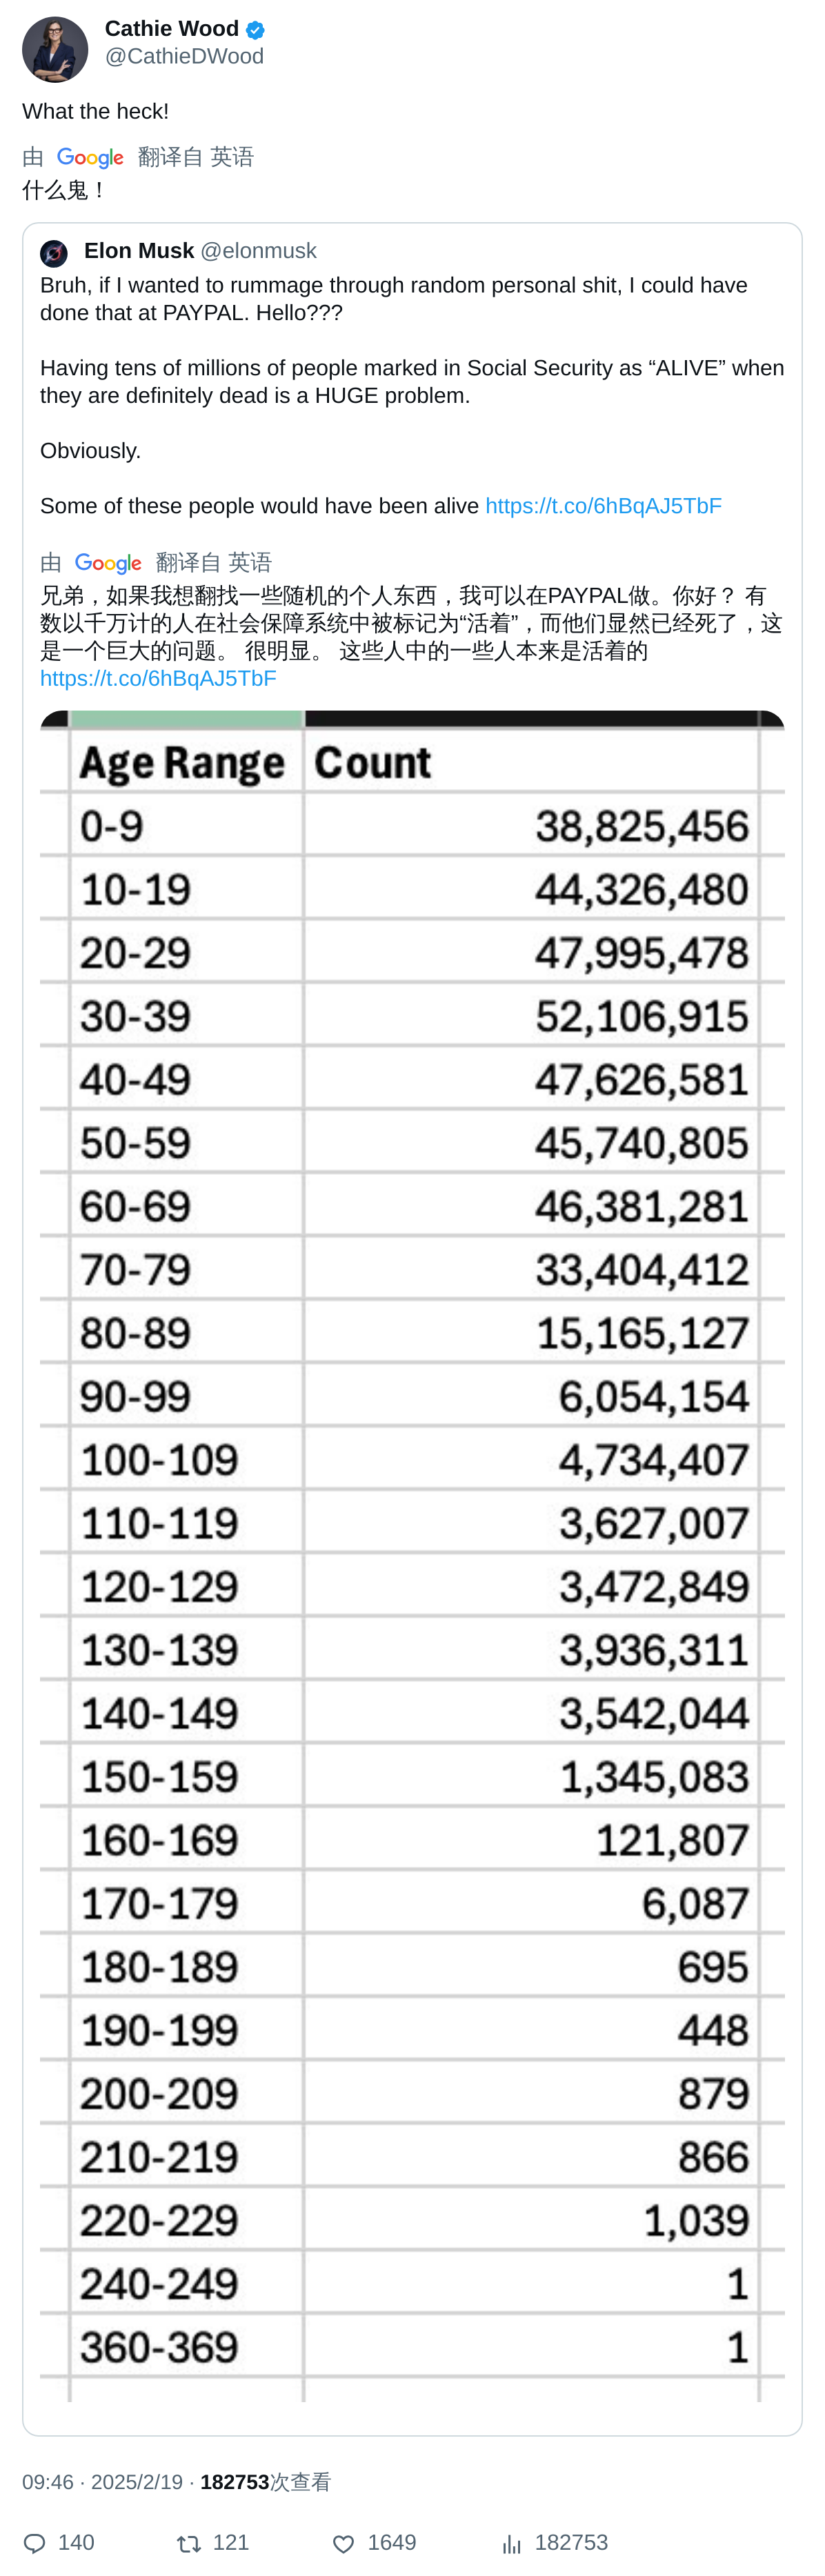 Cathie Wood
@CathieDWood
What the heck!
由 Google 翻译自 英语
什么鬼！
Elon Musk @elonmusk
Bruh, if I wanted to rummage through random personal shit, I could have
done that at PAYPAL. Hello???
Having tens of millions of people marked in Social Security as “ALIVE” when
they are definitely dead is a HUGE problem.
Obviously.
Some of these people would have been alive https://t.co/6hBqAJ5TbF
由 Google 翻译自 英语
兄弟，如果我想翻找一些随机的个人东西，我可以在PAYPAL做。你好？ 有
数以千万计的人在社会保障系统中被标记为“活着”，而他们显然已经死了，这
是一个巨大的问题。 很明显。 这些人中的一些人本来是活着的
https://t.co/6hBqAJ5TbF
Age Range Count
0-9 38,825,456
10-19 44,326,480
20-29 47,995,478
30-39 52,106,915
40-49 47,626,581
50-59 45,740,805
60-69 46,381,281
70-79 33,404,412
80-89 15,165,127
90-99 6,054,154
100-109 4,734,407
110-119 3,627,007
120-129 3,472,849
130-139 3,936,311
140-149 3,542,044
150-159 1,345,083
160-169 121,807
170-179 6,087
180-189 695
190-199 448
200-209 879
210-219 866
220-229 1,039
240-249 1
360-369 1
09:46 · 2025/2/19 · 182753次查看
140 121 1649 182753